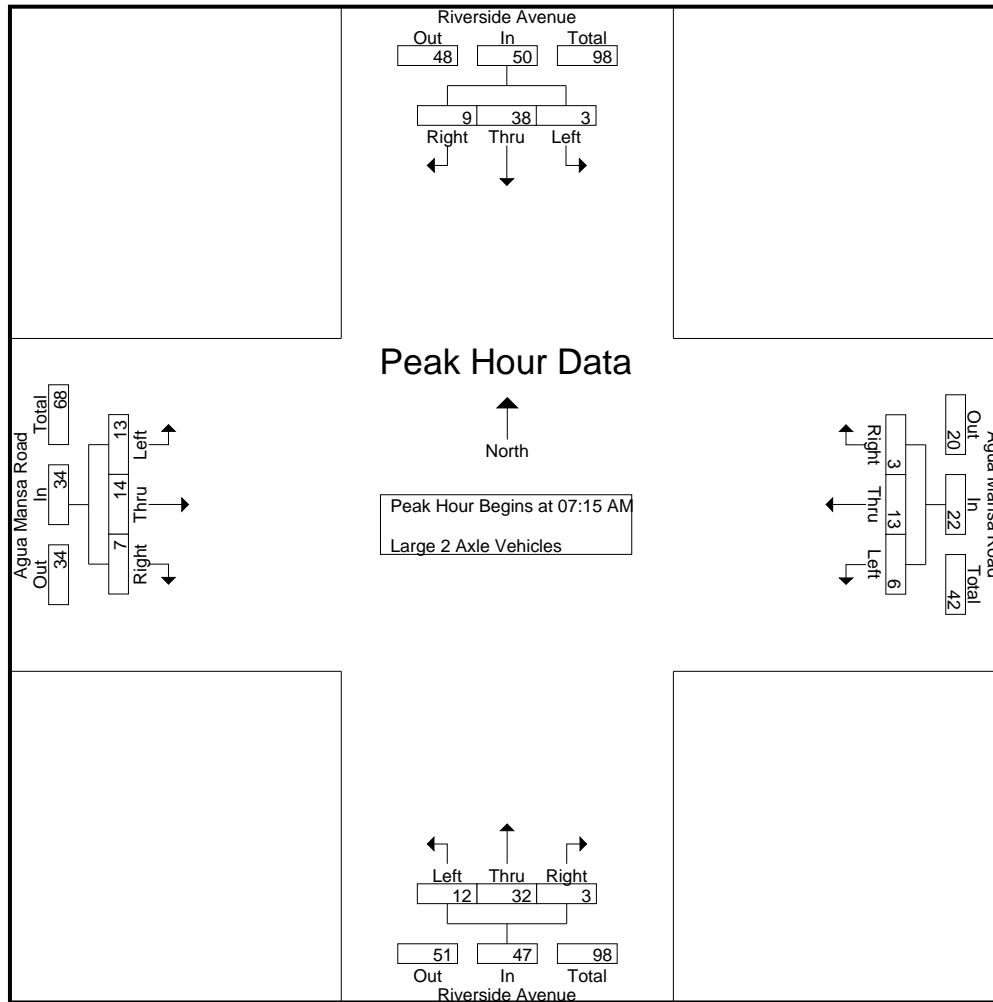 Riverside Avenue
Out In Total
48 50 98
9 38 3
Right Thru Left
Peak Hour Data
North
Peak Hour Begins at 07:15 AM
Large 2 Axle Vehicles
Agua Mansa Road
Total In Out
68 34 34
13 14 7
Left Thru Right
Agua Mansa Road
Out In Total
20 22 42
3 13 6
Right Thru Left
Left Thru Right
12 32 3
51 47 98
Out In Total
Riverside Avenue